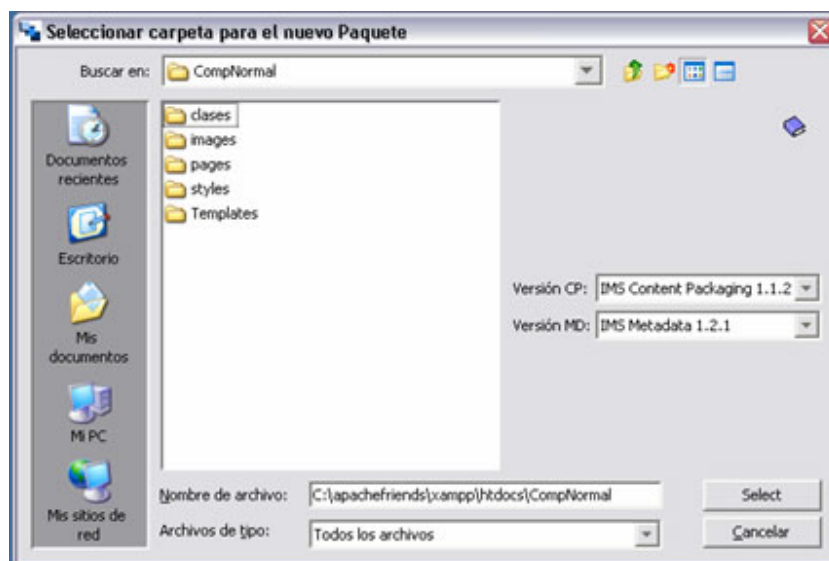 Seleccionar carpeta para el nuevo Paquete
Buscar en: CompNormal
Documentos
recientes
Escritorio
Mis
documentos
Mi PC
Mis sitios de
red
clases
images
pages
styles
Templates
Versión CP: IMS Content Packaging 1.1.2
Versión MD: IMS Metadata 1.2.1
Nombre de archivo: C:\apachefriends\xampp\htdocs\CompNormal
Select
Archivos de tipo: Todos los archivos
Cancelar